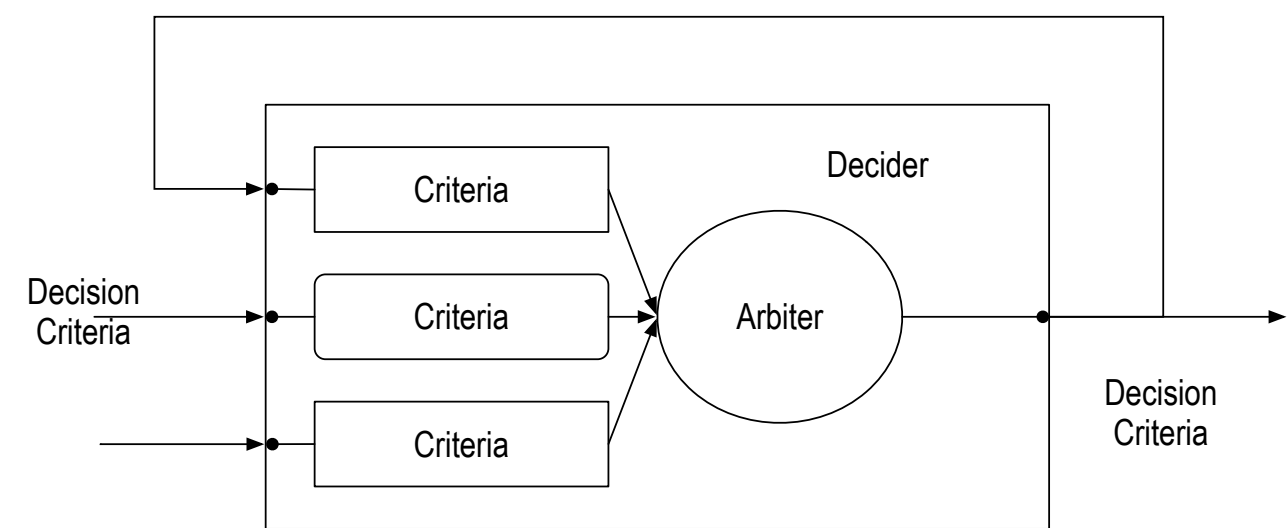 Decider
Criteria
Decision
Criteria
Criteria
Arbiter
Criteria
Decision
Criteria